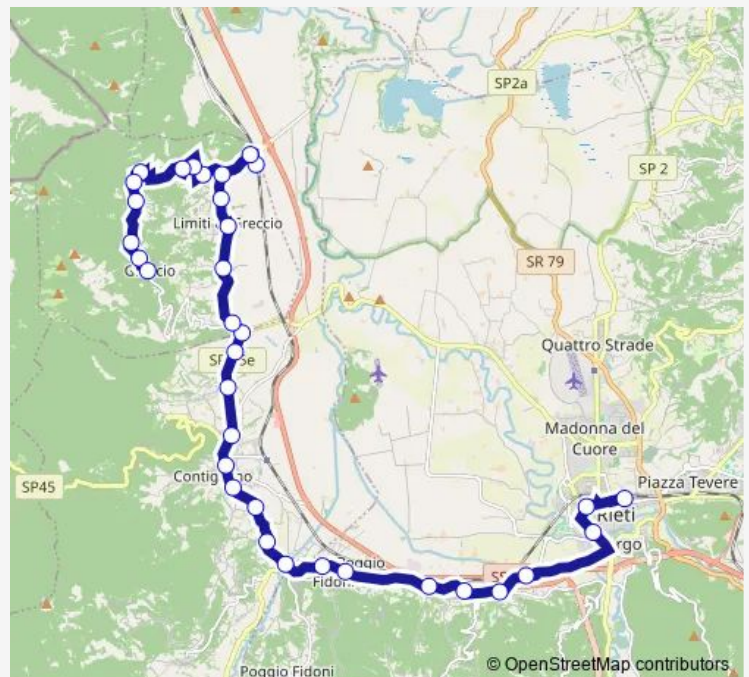 SP2a
SP 2
Limiti di Greccio
SR 79
Quattro Strade
Madonna del
Cuore
SP45
Piazza Tevere
Rieti
Poggio Fidoni
© OpenStreetMap contributors